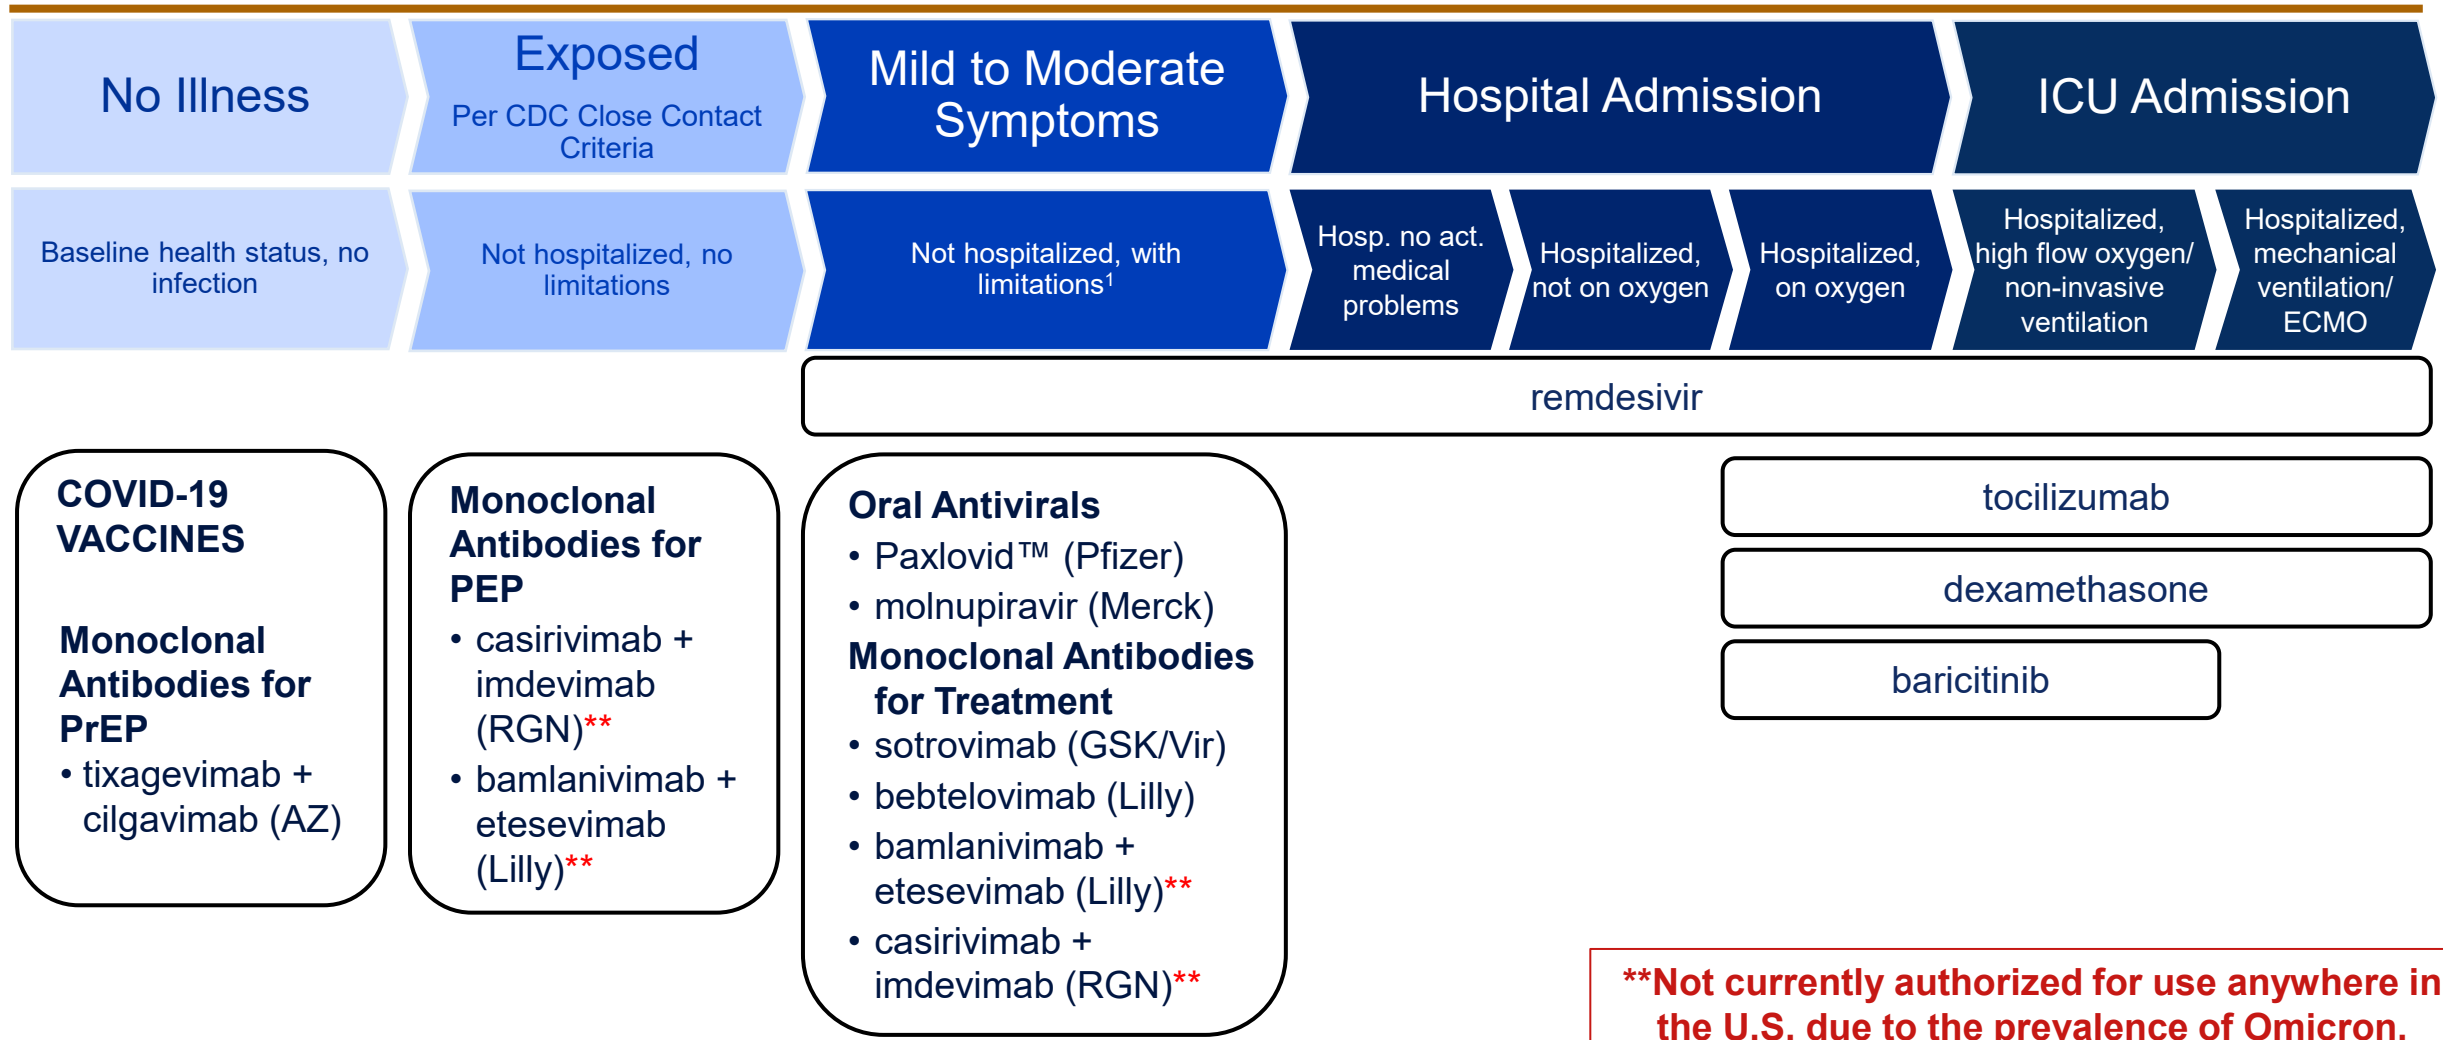 No Illness
Exposed
Per CDC Close Contact
Criteria
Mild to Moderate
Symptoms
Hospital Admission
ICU Admission
Baseline health status, no
infection
Not hospitalized, no
limitations
Not hospitalized, with
limitations¹
Hosp. no act.
medical
problems
Hospitalized,
not on oxygen
Hospitalized,
on oxygen
Hospitalized,
high flow oxygen/
non-invasive
ventilation
Hospitalized,
mechanical
ventilation/
ECMO
remdesivir
COVID-19
VACCINES
Monoclonal
Antibodies for
PrEP
• tixagevimab +
cilgavimab (AZ)
Monoclonal
Antibodies for
PEP
• casirivimab +
imdevimab
(RGN)**
• bamlanivimab +
etesevimab
(Lilly)**
Oral Antivirals
• Paxlovid™ (Pfizer)
• molnupiravir (Merck)
Monoclonal Antibodies
for Treatment
• sotrovimab (GSK/Vir)
• bebtelovimab (Lilly)
• bamlanivimab +
etesevimab (Lilly)**
• casirivimab +
imdevimab (RGN)**
tocilizumab
dexamethasone
baricitinib
**Not currently authorized for use anywhere in
the U.S. due to the prevalence of Omicron.